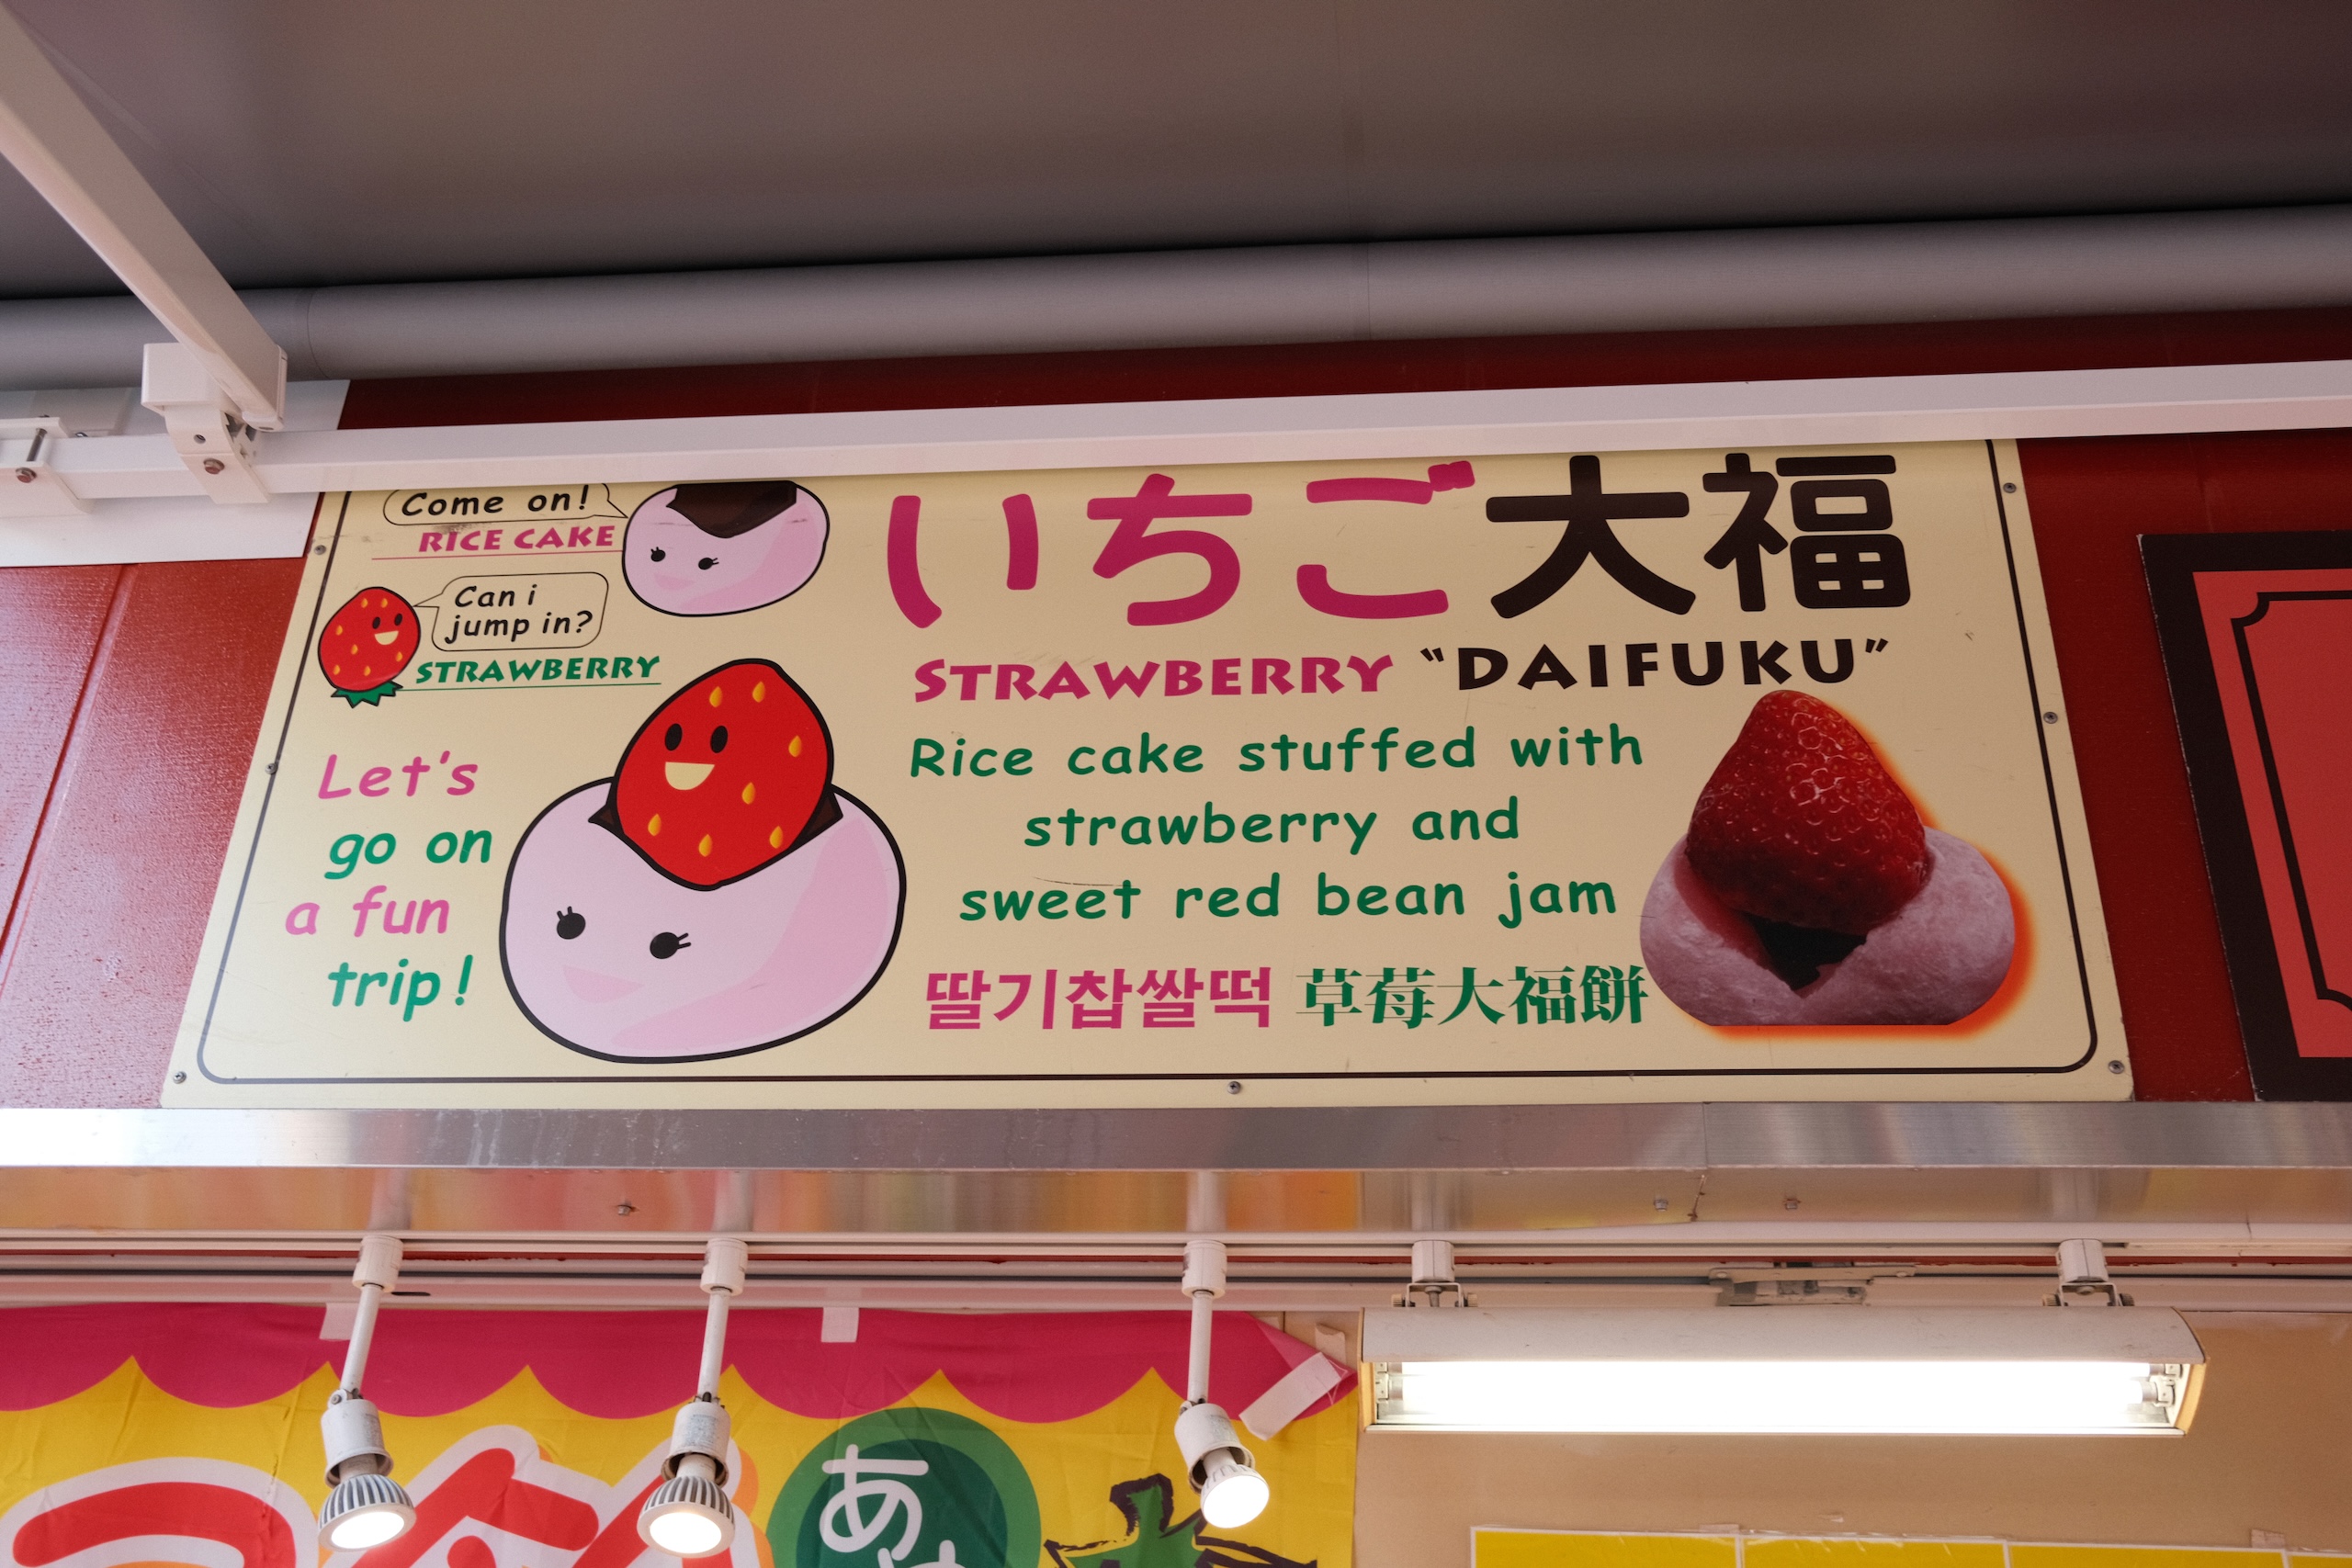 Come on!
RICE CAKE
Can i
jump in?
STRAWBERRY
Let's
go on
a fun
trip!
いちご大福
STRAWBERRY "DAIFUKU"
Rice cake stuffed with
strawberry and
sweet red bean jam
딸기찹쌀떡 草莓大福餅
あ